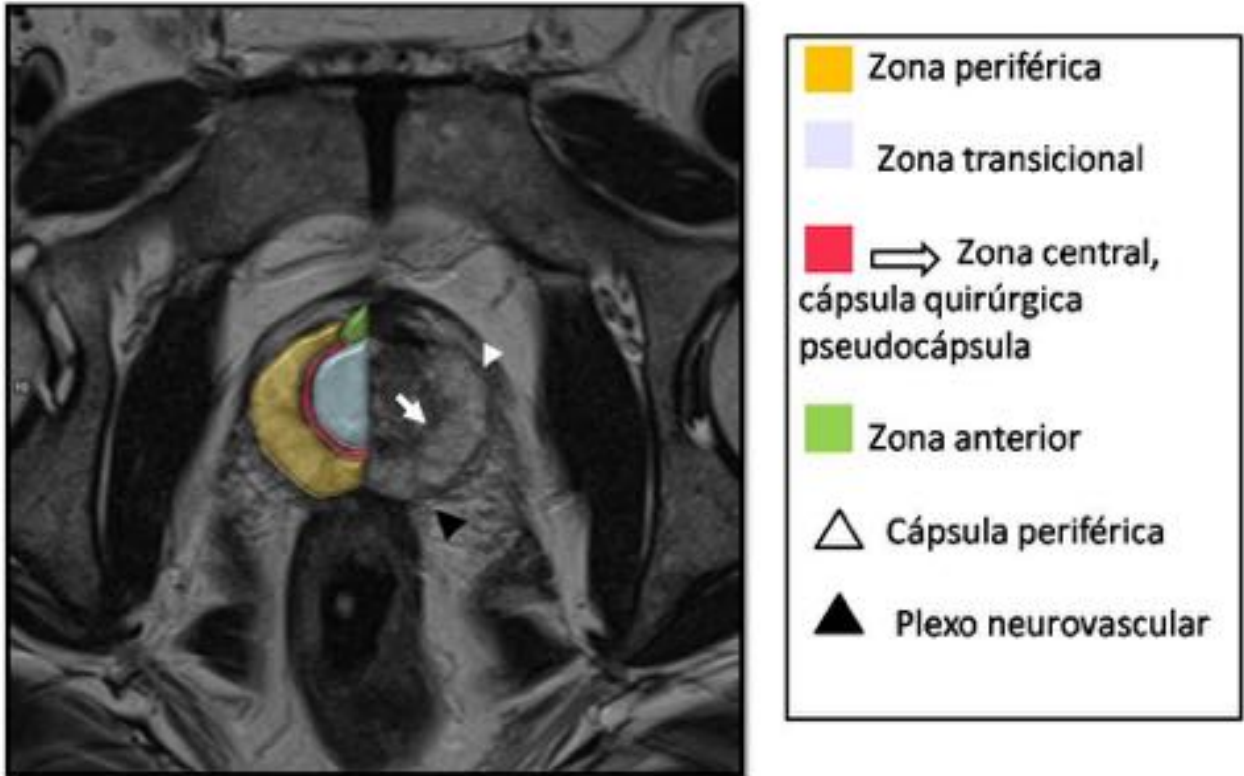 Zona periférica
Zona transicional
Zona central,
cápsula quirúrgica
pseudocápsula
Zona anterior
Cápsula periférica
Plexo neurovascular